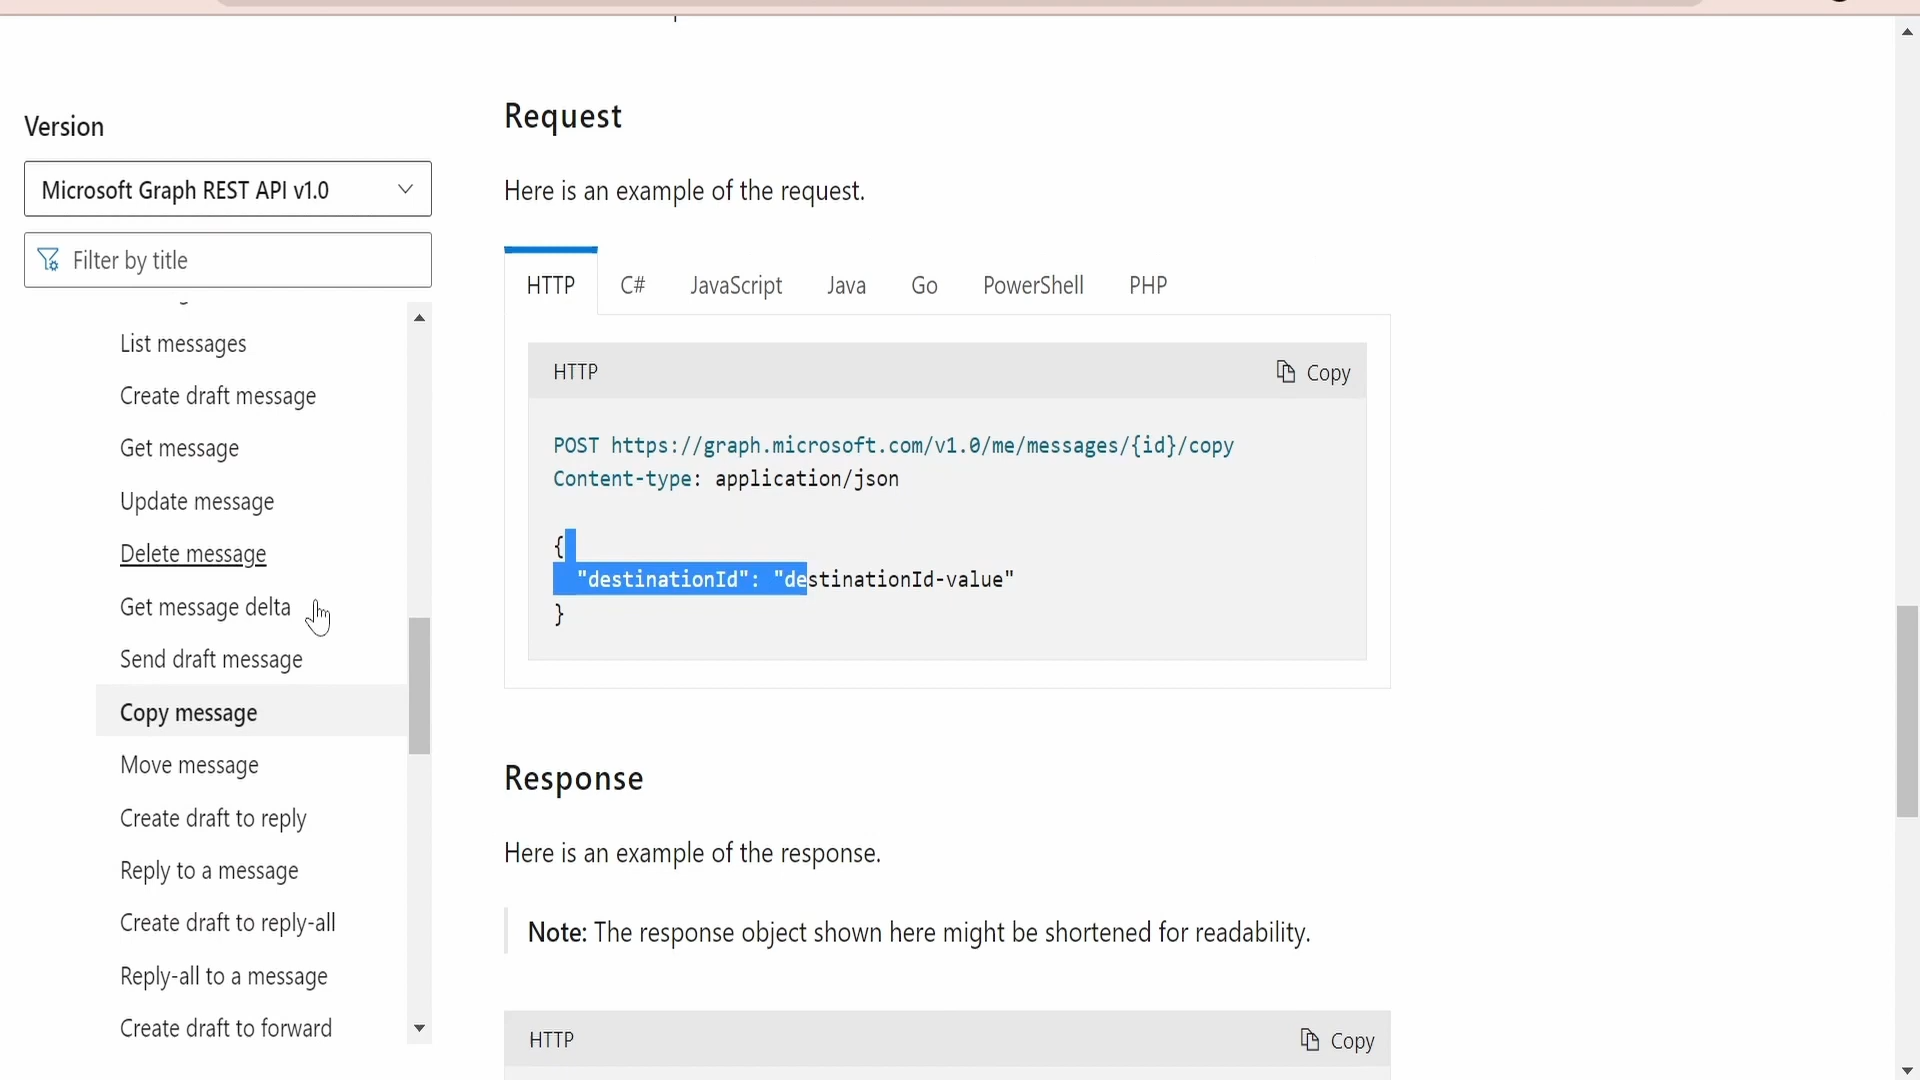 Version
Microsoft Graph REST API v1.0
Filter by title
List messages
Create draft message
Get message
Update message
Delete message
Get message delta
Send draft message
Copy message
Move message
Create draft to reply
Reply to a message
Create draft to reply-all
Reply-all to a message
Create draft to forward
Request
Here is an example of the request.
HTTP C# JavaScript Java Go PowerShell PHP
HTTP Copy
POST https://graph.microsoft.com/v1.0/me/messages/{id}/copy
Content-type: application/json
{
"destinationId": "destinationId-value"
}
Response
Here is an example of the response.
Note: The response object shown here might be shortened for readability.
HTTP Copy